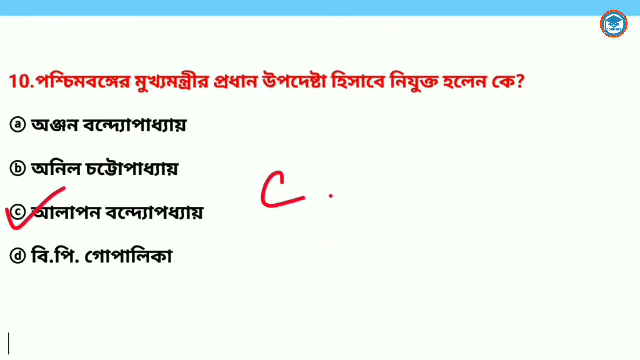 10.পশ্চিমবঙ্গের মুখ্যমন্ত্রীর প্রধান উপদেষ্টা হিসাবে নিযুক্ত হলেন কে?
ⓐ অঞ্জন বন্দ্যোপাধ্যায়
ⓑ অনিল চট্টোপাধ্যায়
ⓒ আলাপন বন্দ্যোপধ্যায়
C .
ⓓ বি.পি. গোপালিকা